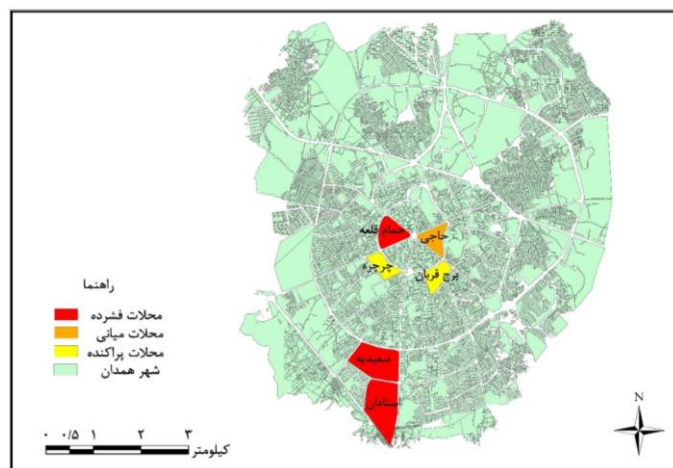 حمام قلعه
حاجی
چرچره
برج قربان
سعیدیه
استادان
راهنما
محلات فشرده
محلات میانی
محلات پراکنده
شهر همدان
۰ ۰/۵ ۱ ۲ ۳
کیلومتر
N